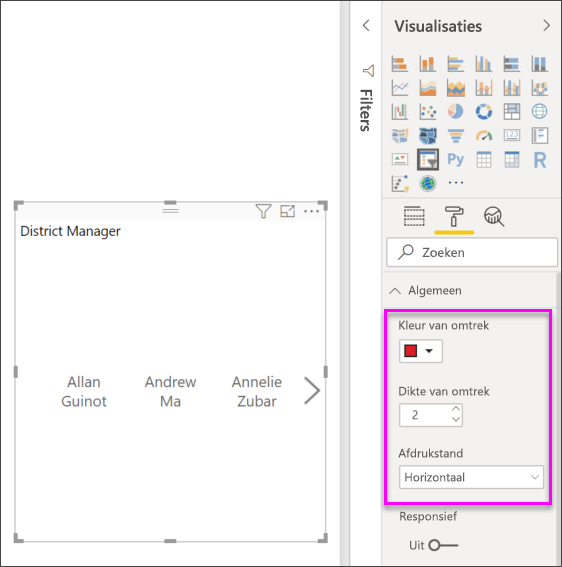 Visualisaties
Filters
123
Py
R
District Manager
Allan
Guinot
Andrew
Ma
Annelie
Zubar
Zoeken
Algemeen
Kleur van omtrek
Dikte van omtrek
2
Afdrukstand
Horizontaal
Responsief
Uit